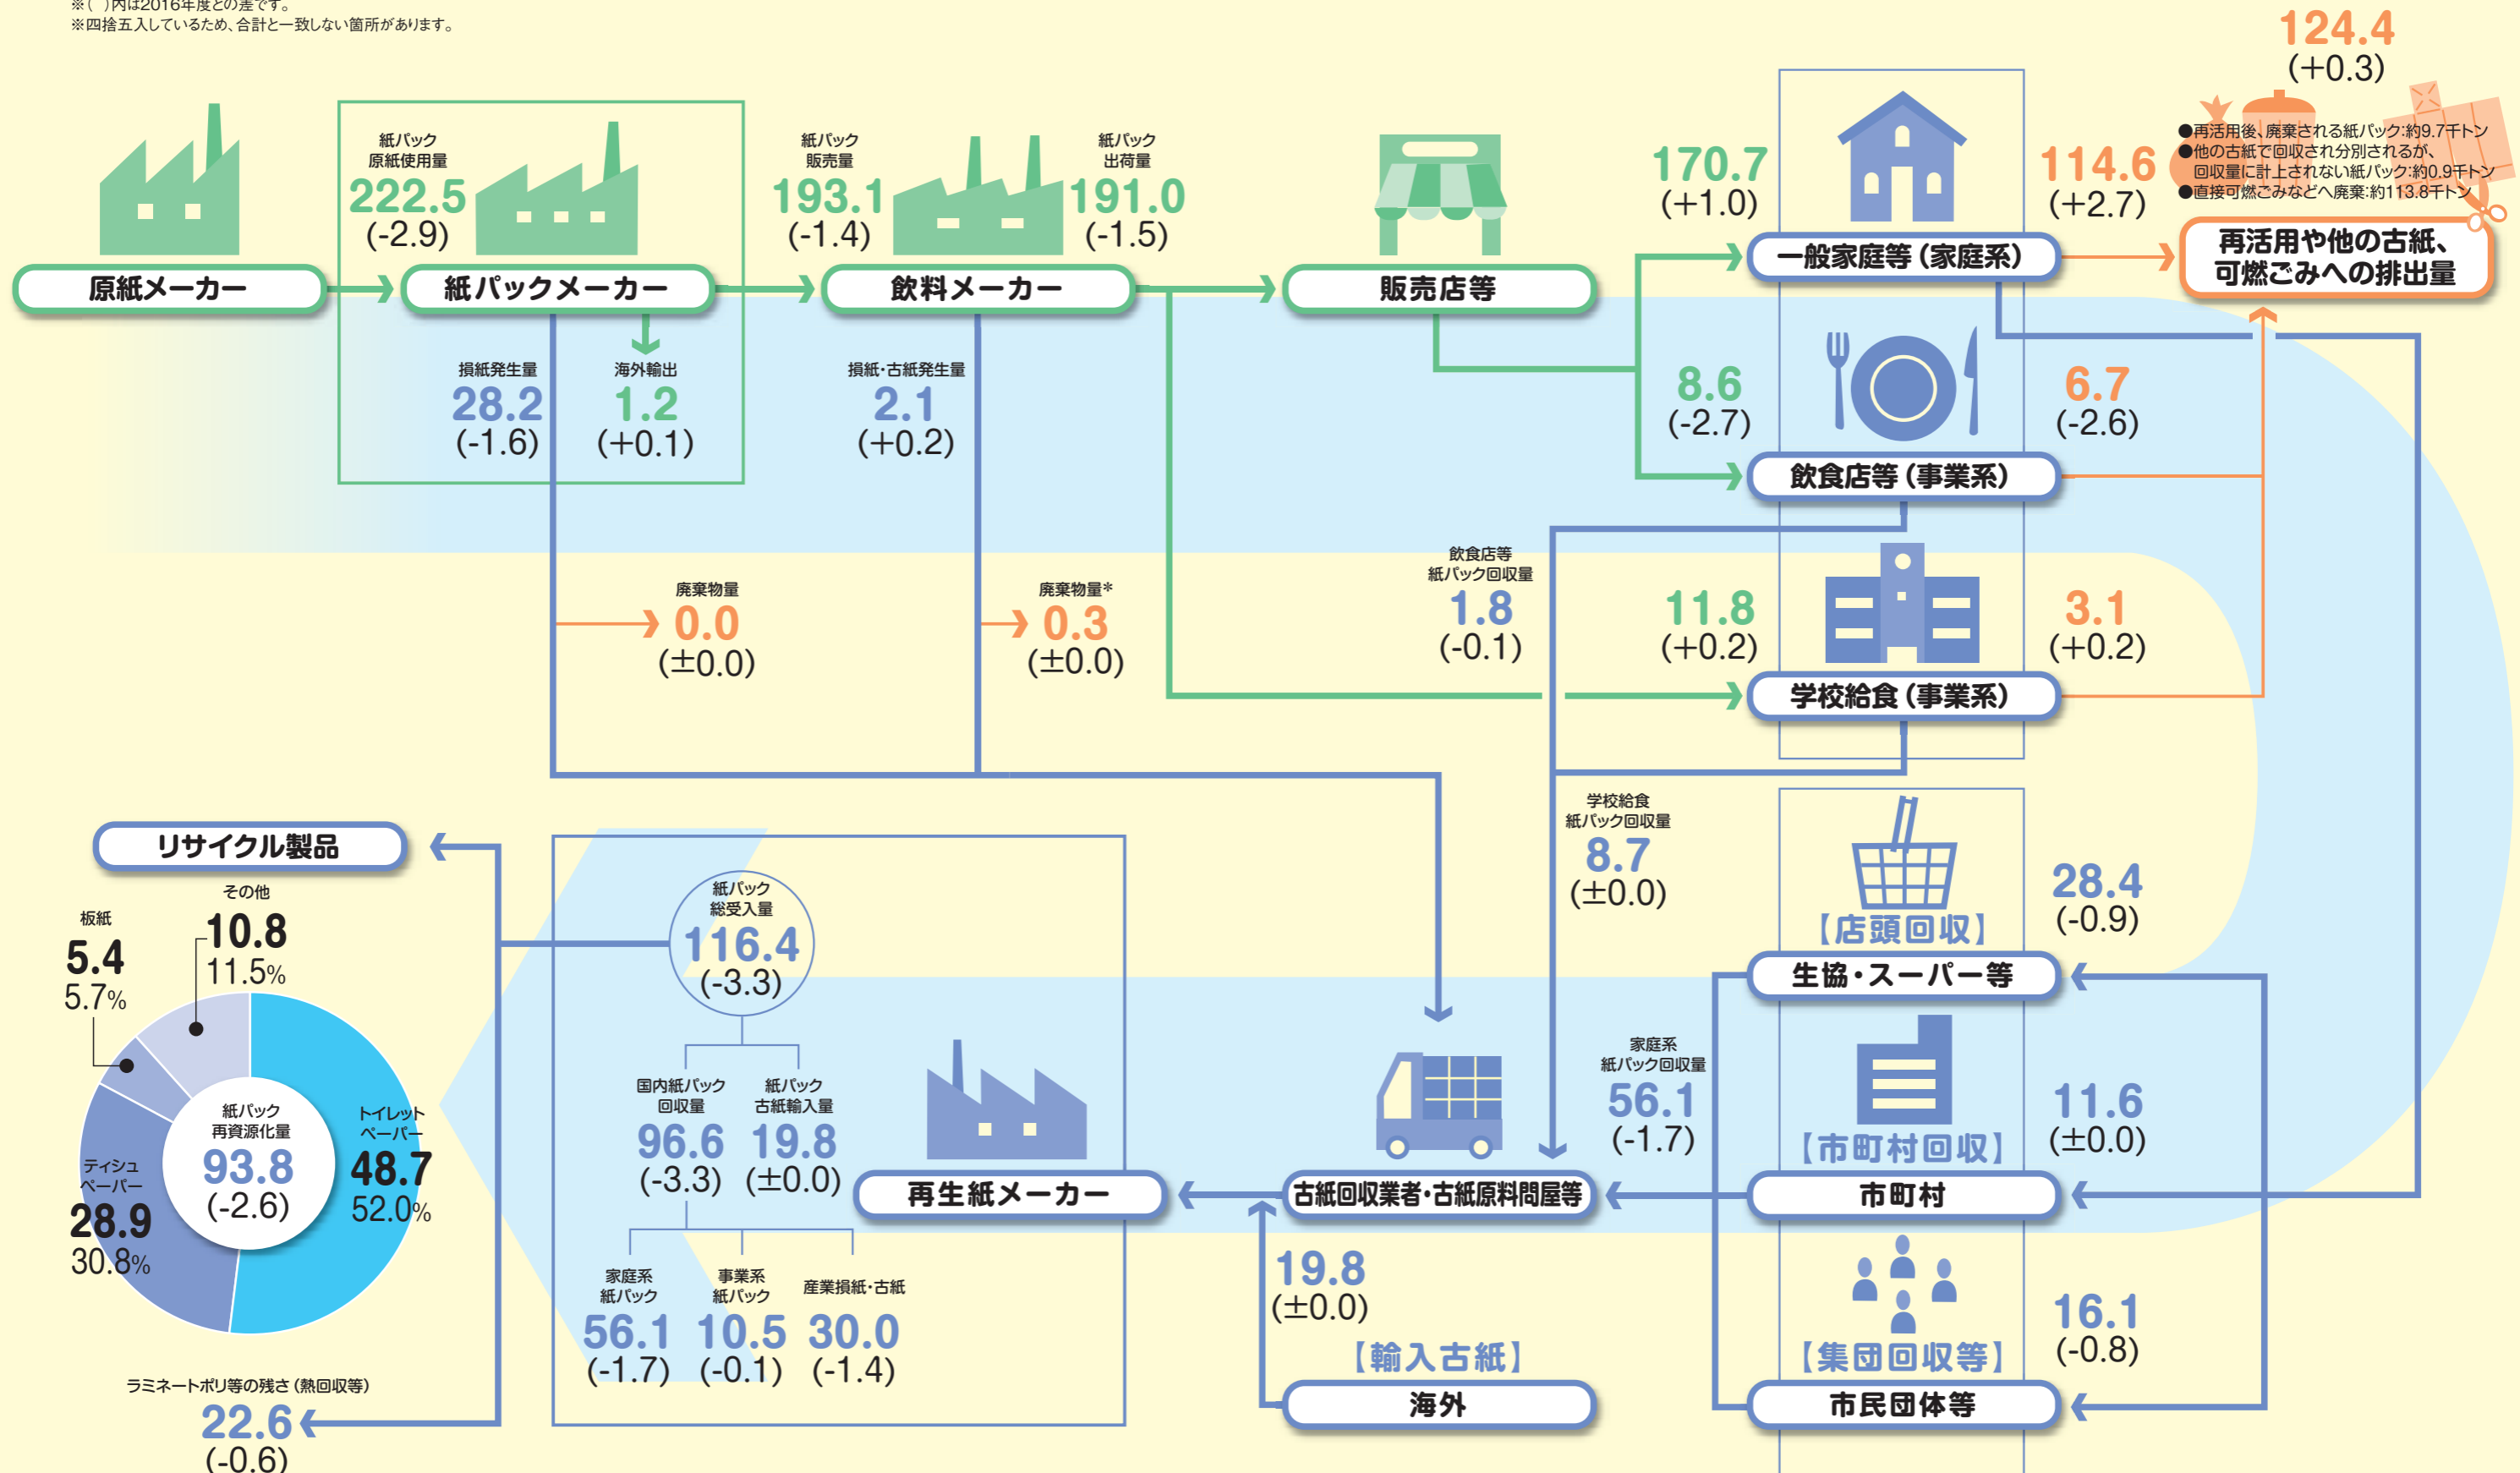 ※( )内は2016年度との差です。
※四捨五入しているため、合計と一致しない箇所があります。
原紙メーカー
紙パック
原紙使用量
222.5
(-2.9)
紙パックメーカー
損紙発生量
28.2
(-1.6)
海外輸出
1.2
(+0.1)
紙パック
販売量
193.1
(-1.4)
飲料メーカー
紙パック
出荷量
191.0
(-1.5)
損紙・古紙発生量
2.1
(+0.2)
販売店等
170.7
(+1.0)
一般家庭等(家庭系)
114.6
(+2.7)
124.4
(+0.3)
●再活用後、廃棄される紙パック:約9.7千トン
●他の古紙で回収され分別されるが、
回収量に計上されない紙パック:約0.9千トン
●直接可燃ごみなどへ廃棄:約113.8千トン
再活用や他の古紙、
可燃ごみへの排出量
8.6
(-2.7)
飲食店等(事業系)
6.7
(-2.6)
廃棄物量
0.0
(±0.0)
廃棄物量*
0.3
(±0.0)
飲食店等
紙パック回収量
1.8
(-0.1)
11.8
(+0.2)
学校給食(事業系)
3.1
(+0.2)
学校給食
紙パック回収量
8.7
(±0.0)
28.4
(-0.9)
【店頭回収】
生協・スーパー等
家庭系
紙パック回収量
56.1
(-1.7)
11.6
(±0.0)
【市町村回収】
市町村
16.1
(-0.8)
【集団回収等】
市民団体等
古紙回収業者・古紙原料問屋等
19.8
(±0.0)
【輸入古紙】
海外
再生紙メーカー
紙パック
総受入量
116.4
(-3.3)
国内紙パック
回収量
96.6
(-3.3)
紙パック
古紙輸入量
19.8
(±0.0)
家庭系
紙パック
56.1
(-1.7)
事業系
紙パック
10.5
(-0.1)
産業損紙・古紙
30.0
(-1.4)
リサイクル製品
その他
10.8
11.5%
板紙
5.4
5.7%
紙パック
再資源化量
93.8
(-2.6)
トイレット
ペーパー
48.7
52.0%
ティシュ
ペーパー
28.9
30.8%
ラミネートポリ等の残さ(熱回収等)
22.6
(-0.6)